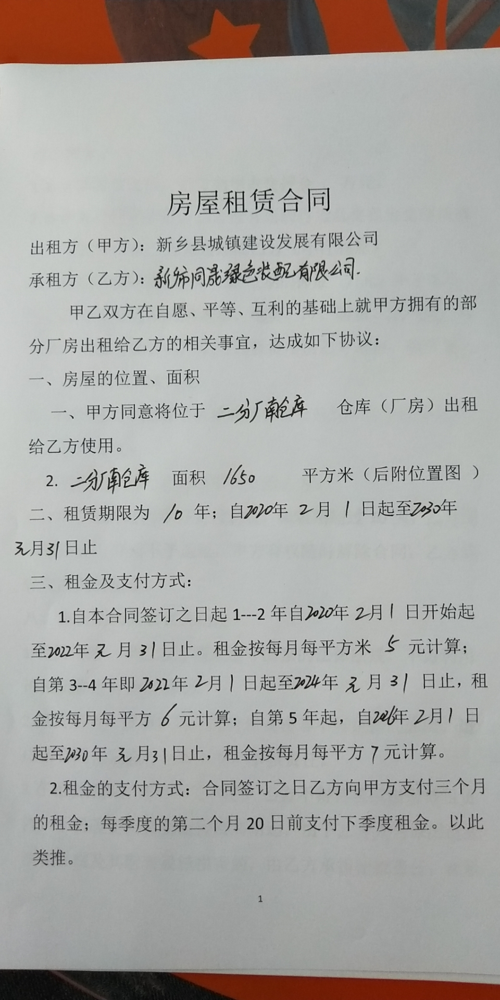 房屋租赁合同
出租方（甲方）：新乡县城镇建设发展有限公司
承租方（乙方）：新乡市同晟绿色装配有限公司.
甲乙双方在自愿、平等、互利的基础上就甲方拥有的部
分厂房出租给乙方的相关事宜，达成如下协议：
一、房屋的位置、面积
一、甲方同意将位于 二分厂南仓库 仓库（厂房）出租
给乙方使用。
2. 二分厂南仓库 面积 1650 平方米（后附位置图 ）
二、租赁期限为 10 年；自2020年 2月 1 日起至2030年
元月31日止
三、租金及支付方式：
1.自本合同签订之日起 1---2 年自2020年 2月1 日开始起
至2022年 元 月 31日止。租金按每月每平方米 5 元计算；
自第 3--4 年即 2022年 2月1 日起至2024年 元 月 31 日止，租
金按每月每平方 6 元计算；自第 5 年起，自年 2月1 日
起至2030年 元月31日止，租金按每月每平方 7 元计算。
2.租金的支付方式：合同签订之日乙方向甲方支付三个月
的租金；每季度的第二个月 20 日前支付下季度租金。以此
类推。
1